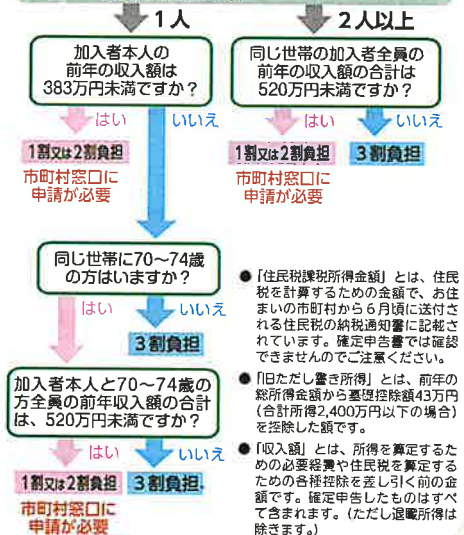 1人
加入者本人の
前年の収入額は
383万円未満ですか？
はい
いいえ
1割又は2割負担
市町村窓口に
申請が必要
2人以上
同じ世帯の加入者全員の
前年の収入額の合計は
520万円未満ですか？
はい
いいえ
1割又は2割負担
3割負担
市町村窓口に
申請が必要
同じ世帯に70～74歳
の方はいますか？
はい
いいえ
3割負担
加入者本人と70～74歳の
方全員の前年収入額の合計
は、520万円未満ですか？
はい
いいえ
1割又は2割負担
3割負担
市町村窓口に
申請が必要
●「住民税課税所得金額」とは、住民
税を計算するための金額で、お住
まいの市町村から６月頃に送付さ
れる住民税の納税通知書に記載さ
れています。確定申告書では確認
できませんのでご注意ください。
●「旧ただし書き所得」とは、前年の
総所得金額から基礎控除額43万円
(合計所得2,400万円以下の場合)
を控除した額です。
●「収入額」とは、所得を算定するた
めの必要経費や住民税を算定する
ための各種控除を差し引く前の金
額です。確定申告したものはすべ
て含まれます。(ただし退職所得は
除きます。)